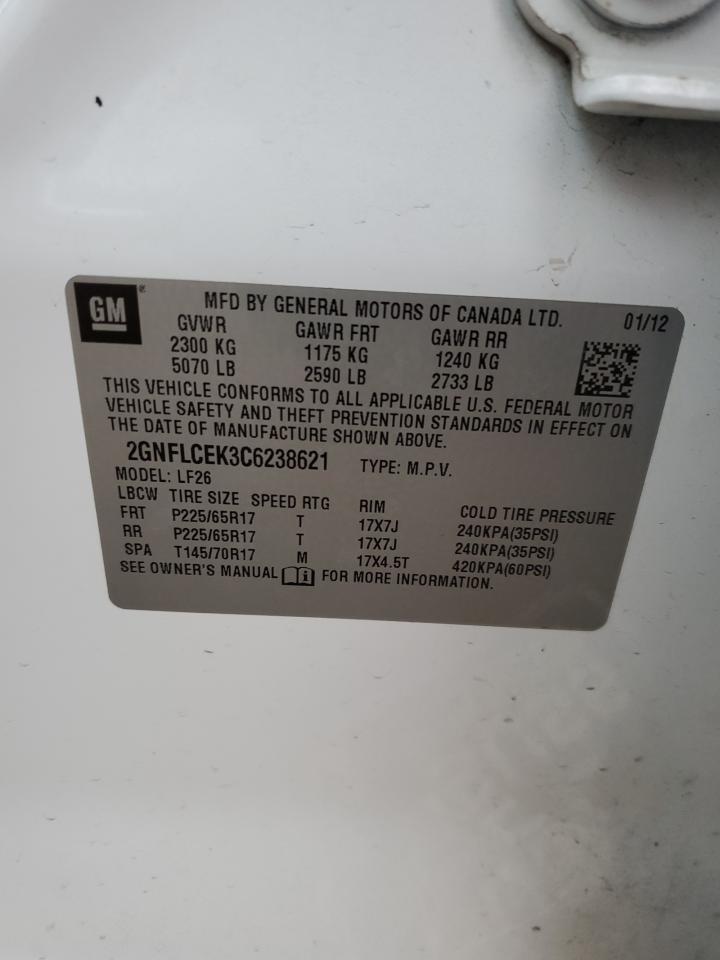 GM® MFD BY GENERAL MOTORS OF CANADA LTD. 01/12
GVWR GAWR FRT GAWR RR
2300 KG 1175 KG 1240 KG
5070 LB 2590 LB 2733 LB
THIS VEHICLE CONFORMS TO ALL APPLICABLE U.S. FEDERAL MOTOR
VEHICLE SAFETY AND THEFT PREVENTION STANDARDS IN EFFECT ON
THE DATE OF MANUFACTURE SHOWN ABOVE.
2GNFLCEK3C6238621 TYPE: M.P.V.
MODEL: LF26
LBCW TIRE SIZE SPEED RTG RIM COLD TIRE PRESSURE
FRT P225/65R17 T 17X7J 240KPA(35PSI)
RR P225/65R17 T 17X7J 240KPA(35PSI)
SPA T145/70R17 M 17X4.5T 420KPA(60PSI)
SEE OWNER'S MANUAL FOR MORE INFORMATION.